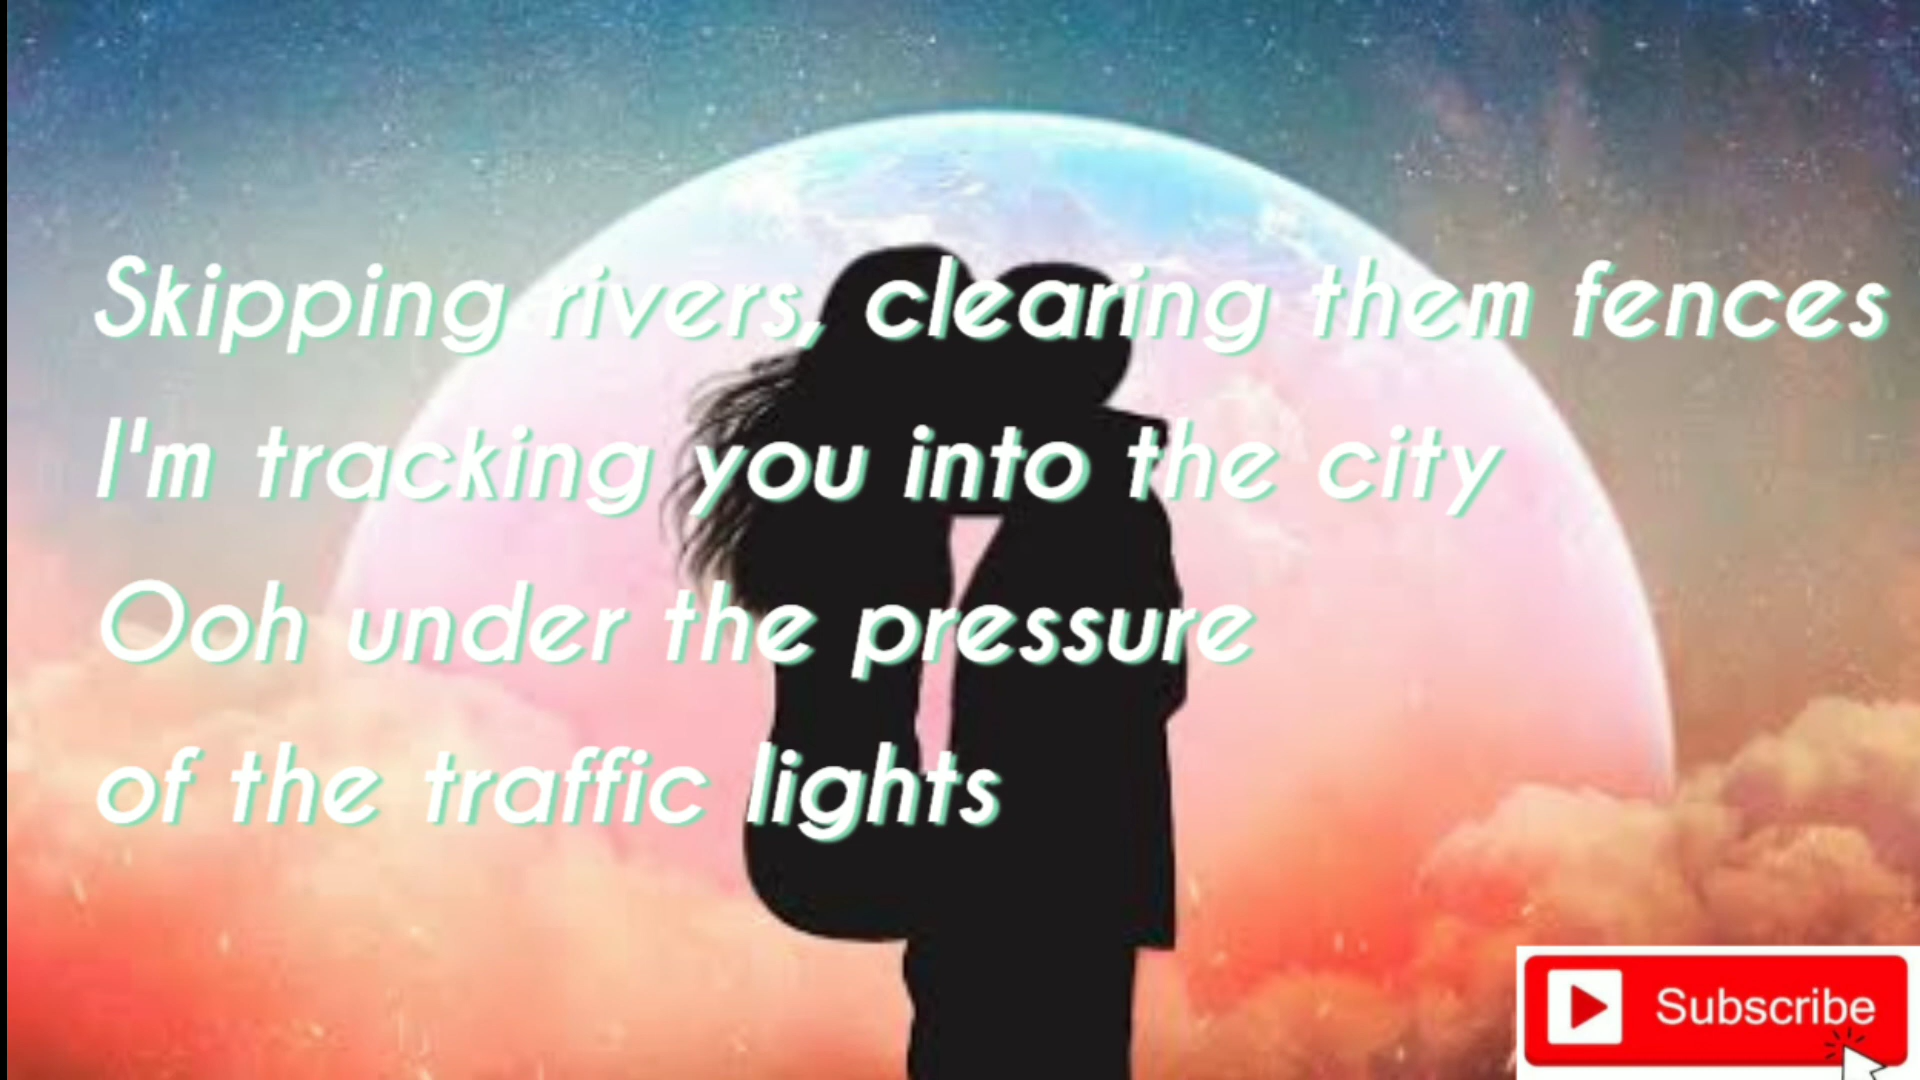 Skipping rivers, clearing them fences
I'm tracking you into the city
Ooh under the pressure
of the traffic lights
Subscribe